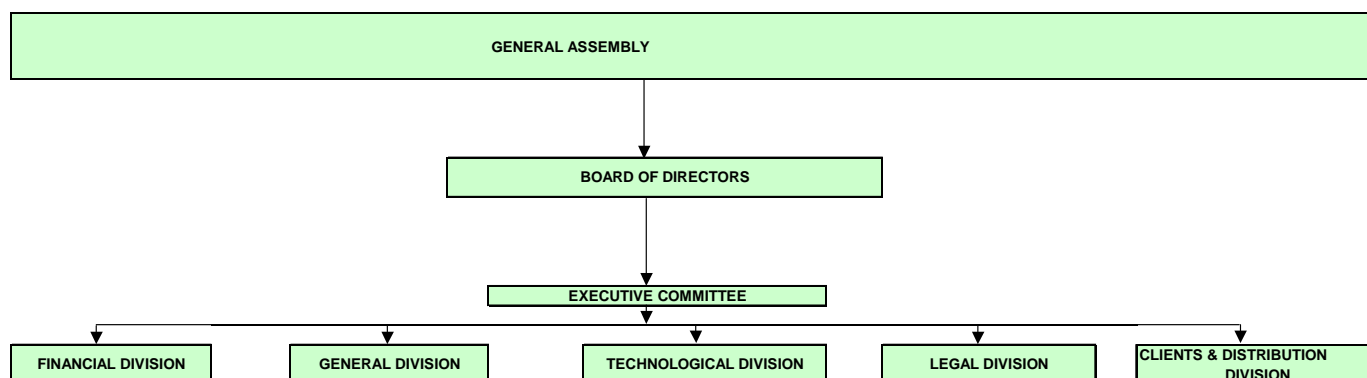 GENERAL ASSEMBLY
BOARD OF DIRECTORS
EXECUTIVE COMMITTEE
FINANCIAL DIVISION
GENERAL DIVISION
TECHNOLOGICAL DIVISION
LEGAL DIVISION
CLIENTS & DISTRIBUTION
DIVISION